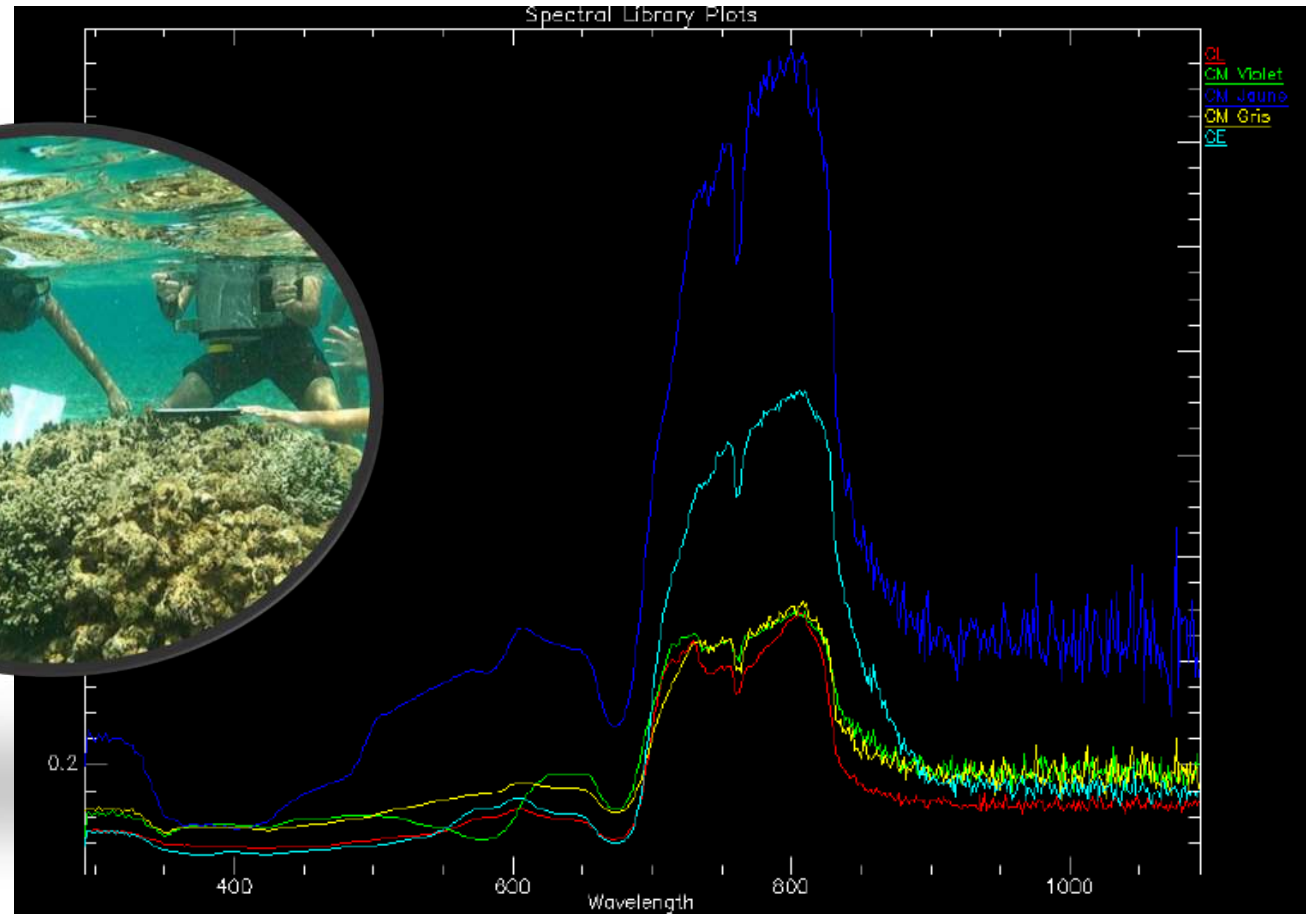 Spectral Library Plots
CL
CM Violet
CM Jaune
CM Gris
CE
0.2
400
600
800
1000
Wavelength